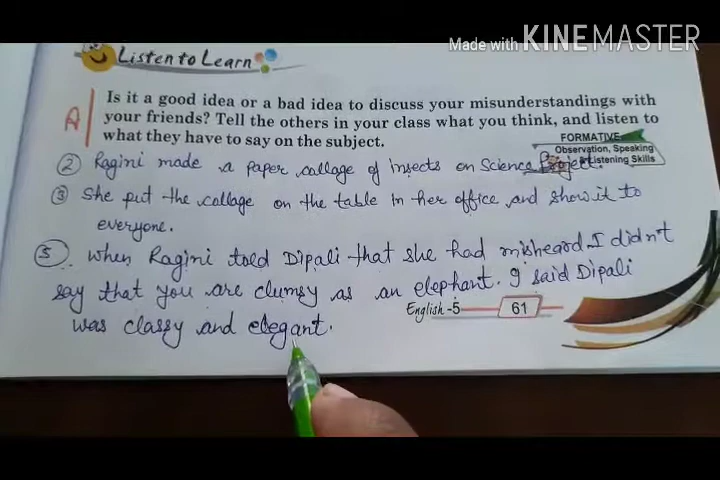 Made with KINEMASTER
Listen to Learn
A
Is it a good idea or a bad idea to discuss your misunderstandings with
your friends? Tell the others in your class what you think, and listen to
what they have to say on the subject.
FORMATIVE
Observation, Speaking
& Listening Skills
② Ragini made a paper collage of insects on Science Project.
③ She put the collage on the table in her office and show it to
everyone.
⑤ When Ragini told Dipali that she had misheard I didn't
say that you are clumsy as an elephant. I said Dipali
was classy and elegant.
English -5
61